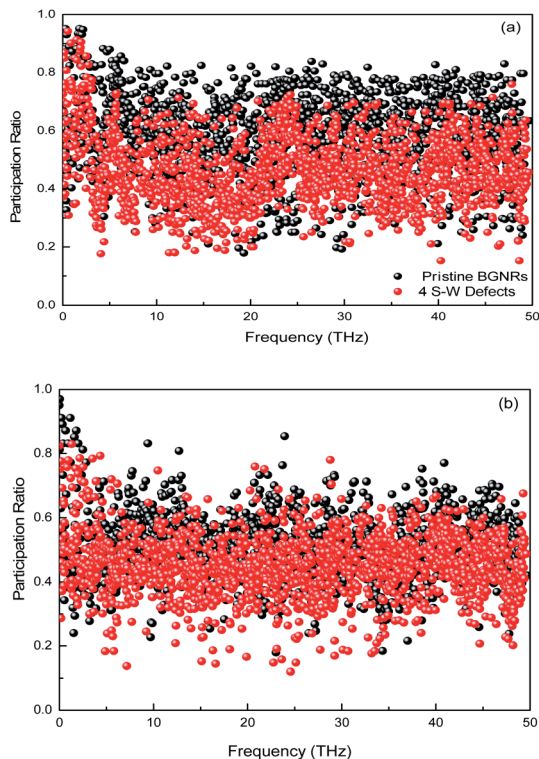 (a)
1.0
0.8
0.6
0.4
0.2
0.0
Participation Ratio
Pristine BGNRs
4 S-W Defects
0 10 20 30 40 50
Frequency (THz)
(b)
1.0
0.8
0.6
0.4
0.2
0.0
Participation Ratio
0 10 20 30 40 50
Frequency (THz)